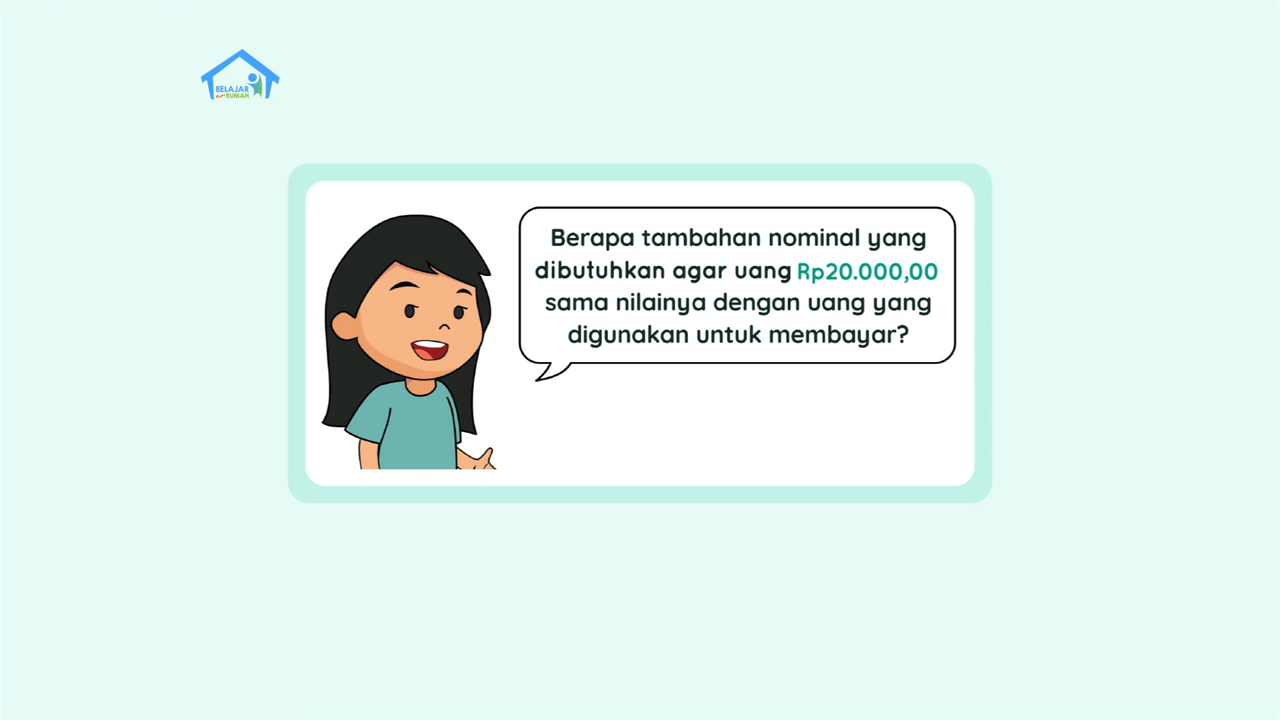 BELAJAR
dari RUMAH
Berapa tambahan nominal yang
dibutuhkan agar uang Rp20.000,00
sama nilainya dengan uang yang
digunakan untuk membayar?